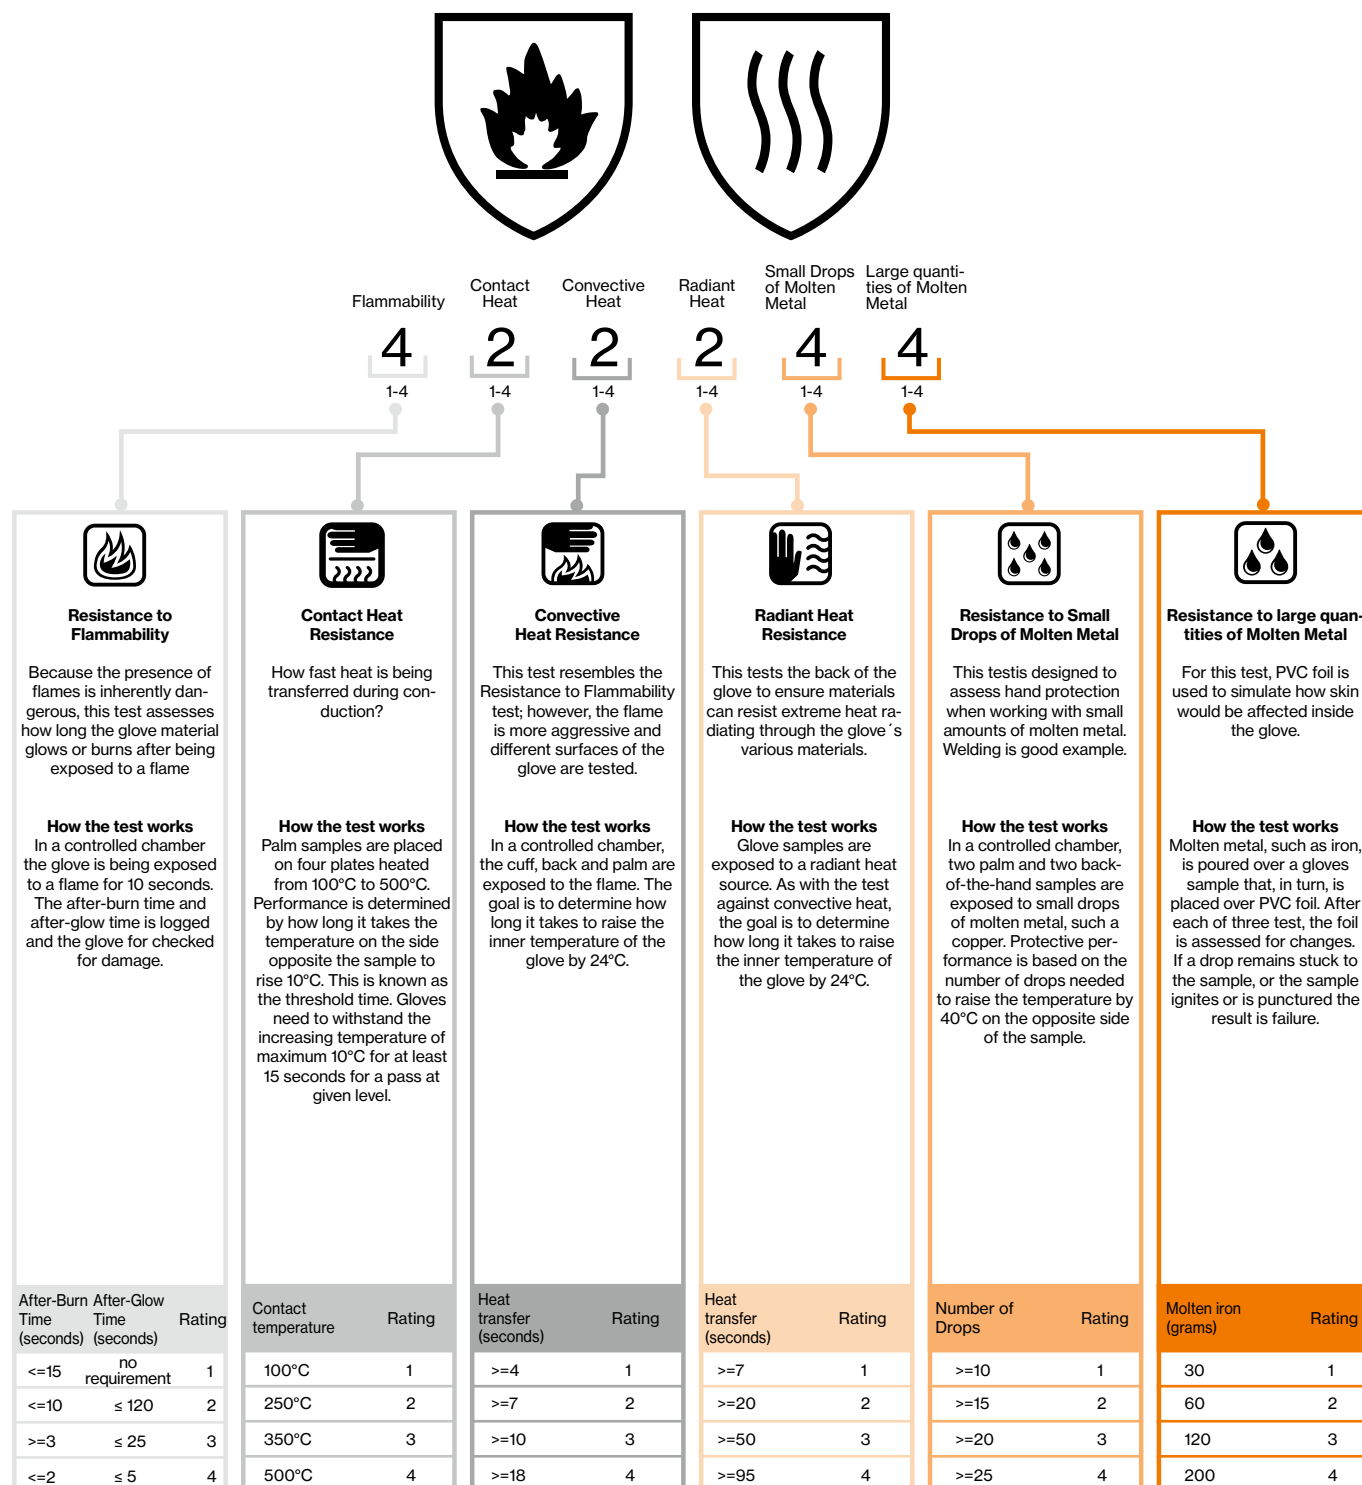 Flammability
Contact
Heat
Convective
Heat
Radiant
Heat
Small Drops
of Molten
Metal
Large quanti-
ties of Molten
Metal
4 2 2 2 4 4
1-4 1-4 1-4 1-4 1-4 1-4
Resistance to
Flammability
Because the presence of
flames is inherently dan-
gerous, this test assesses
how long the glove material
glows or burns after being
exposed to a flame
How the test works
In a controlled chamber
the glove is being exposed
to a flame for 10 seconds.
The after-burn time and
after-glow time is logged
and the glove for checked
for damage.
After-Burn After-Glow
Time Time Rating
(seconds) (seconds)
<=15 no requirement 1
<=10 ≤ 120 2
>=3 ≤ 25 3
<=2 ≤ 5 4
Contact Heat
Resistance
How fast heat is being
transferred during con-
duction?
How the test works
Palm samples are placed
on four plates heated
from 100°C to 500°C.
Performance is determined
by how long it takes the
temperature on the side
opposite the sample to
rise 10°C. This is known as
the threshold time. Gloves
need to withstand the
increasing temperature of
maximum 10°C for at least
15 seconds for a pass at
given level.
Contact
temperature Rating
100°C 1
250°C 2
350°C 3
500°C 4
Convective
Heat Resistance
This test resembles the
Resistance to Flammability
test; however, the flame
is more aggressive and
different surfaces of the
glove are tested.
How the test works
In a controlled chamber,
the cuff, back and palm are
exposed to the flame. The
goal is to determine how
long it takes to raise the
inner temperature of the
glove by 24°C.
Heat
transfer Rating
(seconds)
>=4 1
>=7 2
>=10 3
>=18 4
Radiant Heat
Resistance
This tests the back of the
glove to ensure materials
can resist extreme heat ra-
diating through the glove´s
various materials.
How the test works
Glove samples are
exposed to a radiant heat
source. As with the test
against convective heat,
the goal is to determine
how long it takes to raise
the inner temperature of
the glove by 24°C.
Heat
transfer Rating
(seconds)
>=7 1
>=20 2
>=50 3
>=95 4
Resistance to Small
Drops of Molten Metal
This testis designed to
assess hand protection
when working with small
amounts of molten metal.
Welding is good example.
How the test works
In a controlled chamber,
two palm and two back-
of-the-hand samples are
exposed to small drops
of molten metal, such a
copper. Protective per-
formance is based on the
number of drops needed
to raise the temperature by
40°C on the opposite side
of the sample.
Number of
Drops Rating
>=10 1
>=15 2
>=20 3
>=25 4
Resistance to large quan-
tities of Molten Metal
For this test, PVC foil is
used to simulate how skin
would be affected inside
the glove.
How the test works
Molten metal, such as iron,
is poured over a gloves
sample that, in turn, is
placed over PVC foil. After
each of three test, the foil
is assessed for changes.
If a drop remains stuck to
the sample, or the sample
ignites or is punctured the
result is failure.
Molten iron
(grams) Rating
30 1
60 2
120 3
200 4